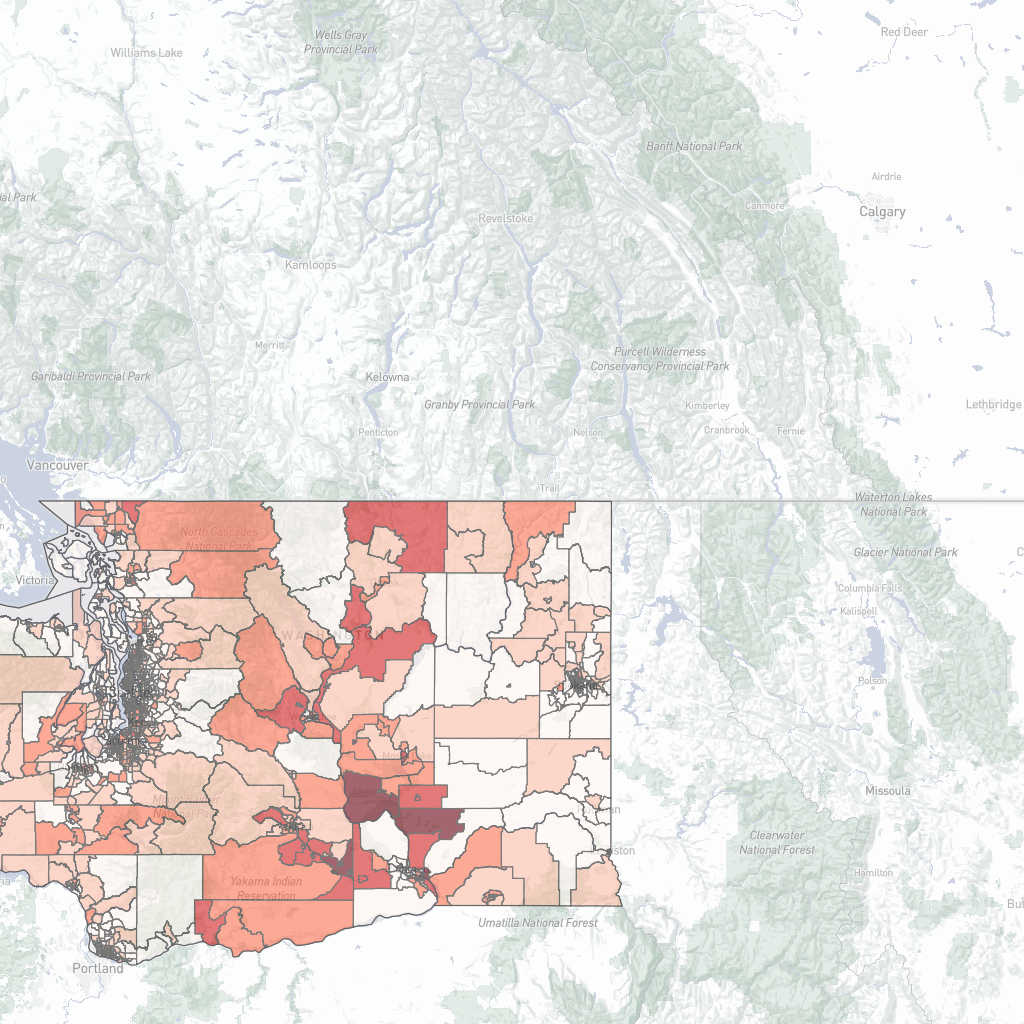 Red Deer
Wells Gray
Provincial Park
Williams Lake
Banff National Park
Airdrie
ial Park
Canmore
Calgary
Revelstoke
Kamloops
Merritt
Purcell Wilderness
Conservancy Provincial Park
Garibaldi Provincial Park
Kelowna
Granby Provincial Park
Kimberley
Lethbridge
Penticton
Nelson
Cranbrook
Fernie
Vancouver
Trail
Waterton Lakes
National Park
North Cascades
National Park
Glacier National Park
Victoria
Columbia Falls
Kalispell
WASHINGTON
Polson
Missoula
Clearwater
National Forest
iston
Hamilton
Yakama Indian
Reservation
Umatilla National Forest
Portland